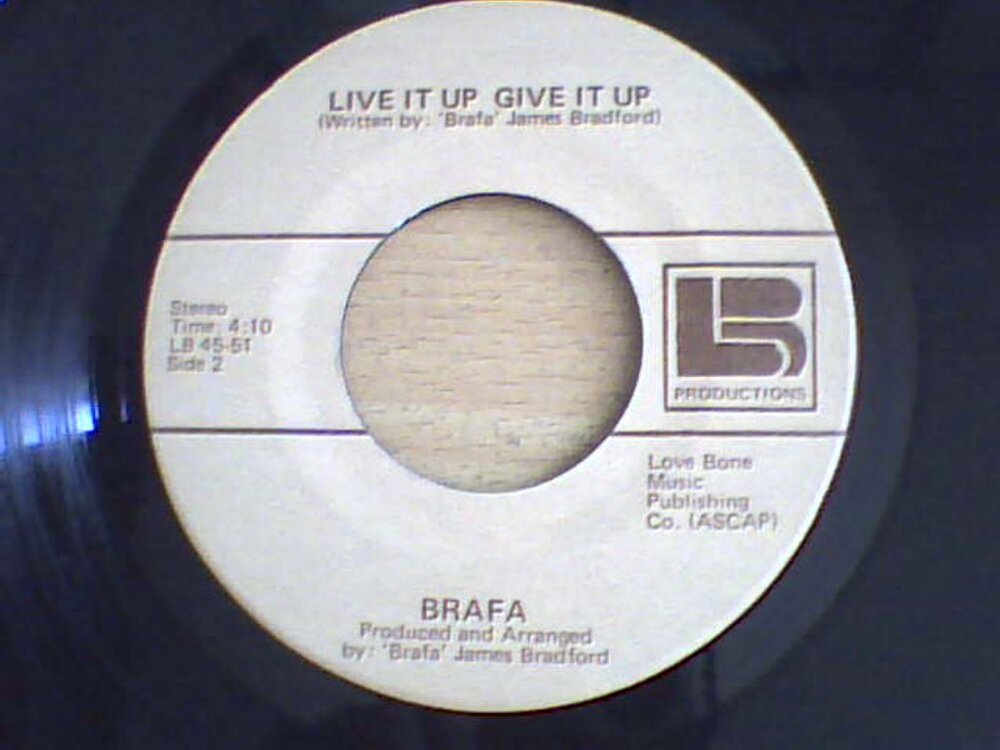 LIVE IT UP GIVE IT UP
(Written by: 'Brafa' James Bradford)
Stereo
Time: 4:10
LB 45-51
Side 2
LB
PRODUCTIONS
Love Bone
Music
Publishing
Co. (ASCAP)
BRAFA
Produced and Arranged
by: 'Brafa' James Bradford